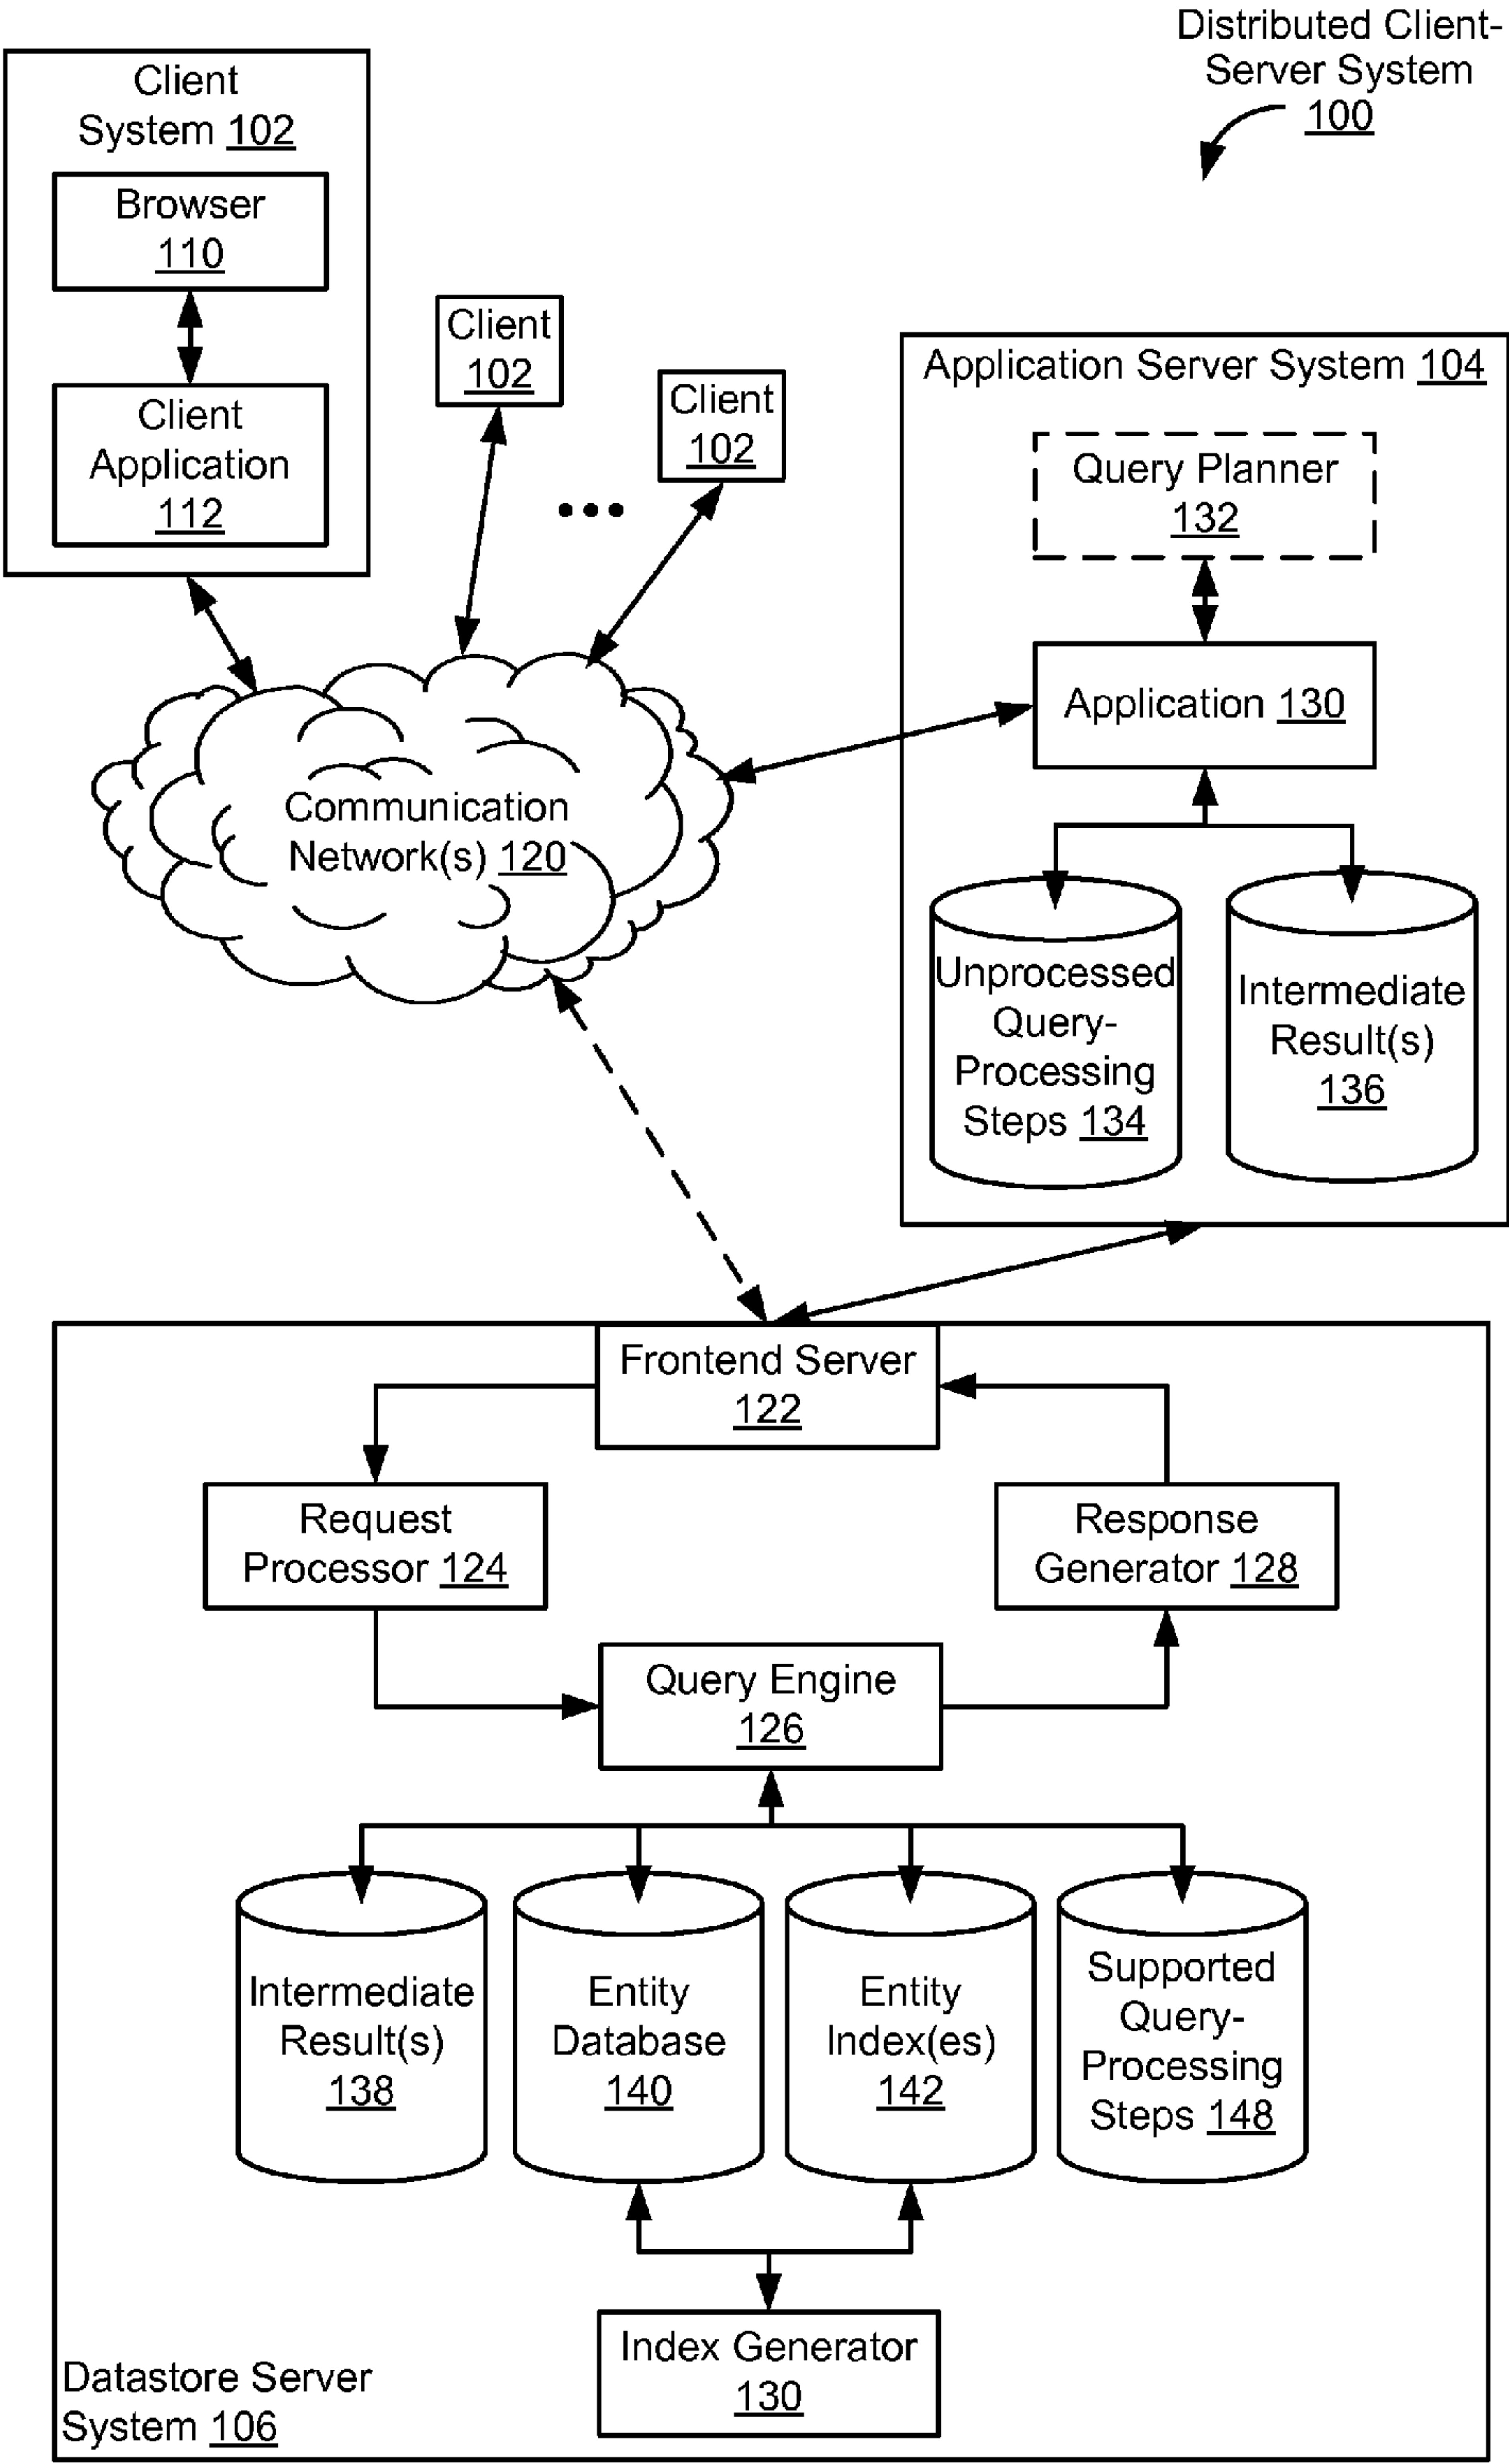 Distributed Client-
Server System
100
Client
System 102
Browser
110
Client
Application
112
Client
102
Client
102
Application Server System 104
Query Planner
132
Application 130
Communication
Network(s) 120
Unprocessed
Query-
Processing
Steps 134
Intermediate
Result(s)
136
Frontend Server
122
Request
Processor 124
Response
Generator 128
Query Engine
126
Intermediate
Result(s)
138
Entity
Database
140
Entity
Index(es)
142
Supported
Query-
Processing
Steps 148
Index Generator
130
Datastore Server
System 106